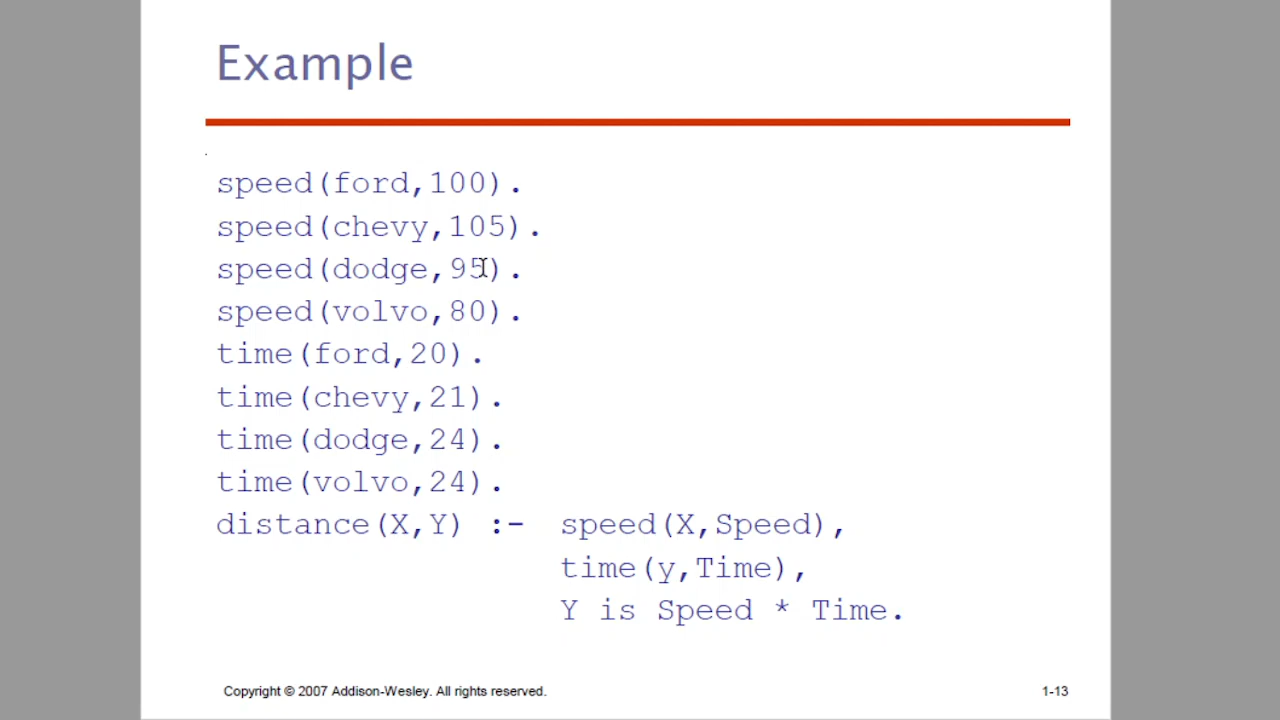 Example
speed(ford,100).
speed(chevy,105).
speed(dodge,95).
speed(volvo,80).
time(ford,20).
time(chevy,21).
time(dodge,24).
time(volvo,24).
distance(X,Y) :- speed(X,Speed),
time(y,Time),
Y is Speed * Time.
Copyright © 2007 Addison-Wesley. All rights reserved.
1-13